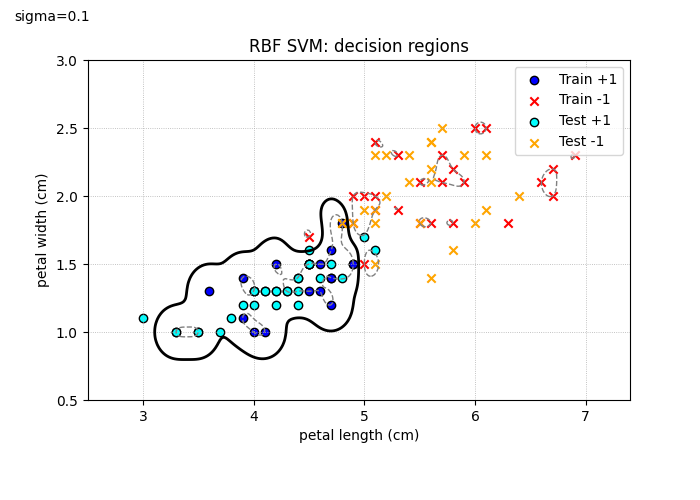 sigma=0.1
RBF SVM: decision regions
Train +1
Train -1
Test +1
Test -1
petal width (cm)
3.0
2.5
2.0
1.5
1.0
0.5
3 4 5 6 7
petal length (cm)